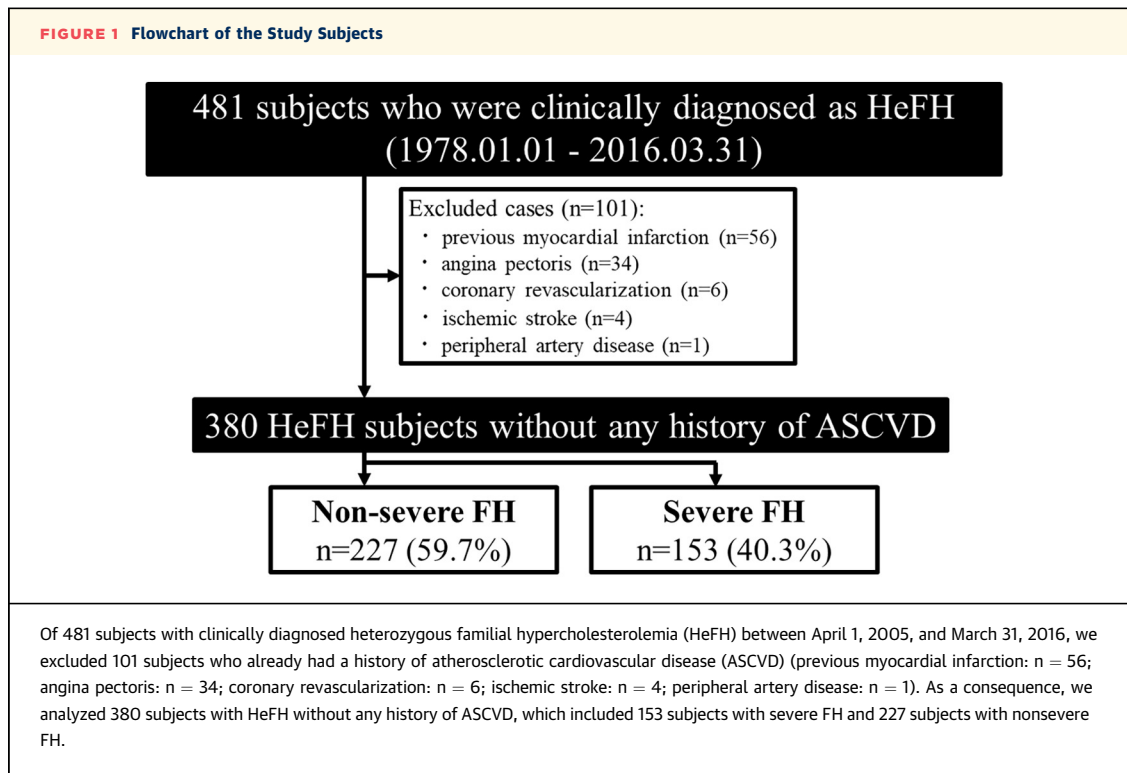 FIGURE 1 Flowchart of the Study Subjects
481 subjects who were clinically diagnosed as HeFH
(1978.01.01 - 2016.03.31)
Excluded cases (n=101):
・ previous myocardial infarction (n=56)
・ angina pectoris (n=34)
・ coronary revascularization (n=6)
・ ischemic stroke (n=4)
・ peripheral artery disease (n=1)
380 HeFH subjects without any history of ASCVD
Non-severe FH
n=227 (59.7%)
Severe FH
n=153 (40.3%)
Of 481 subjects with clinically diagnosed heterozygous familial hypercholesterolemia (HeFH) between April 1, 2005, and March 31, 2016, we
excluded 101 subjects who already had a history of atherosclerotic cardiovascular disease (ASCVD) (previous myocardial infarction: n = 56;
angina pectoris: n = 34; coronary revascularization: n = 6; ischemic stroke: n = 4; peripheral artery disease: n = 1). As a consequence, we
analyzed 380 subjects with HeFH without any history of ASCVD, which included 153 subjects with severe FH and 227 subjects with nonsevere
FH.